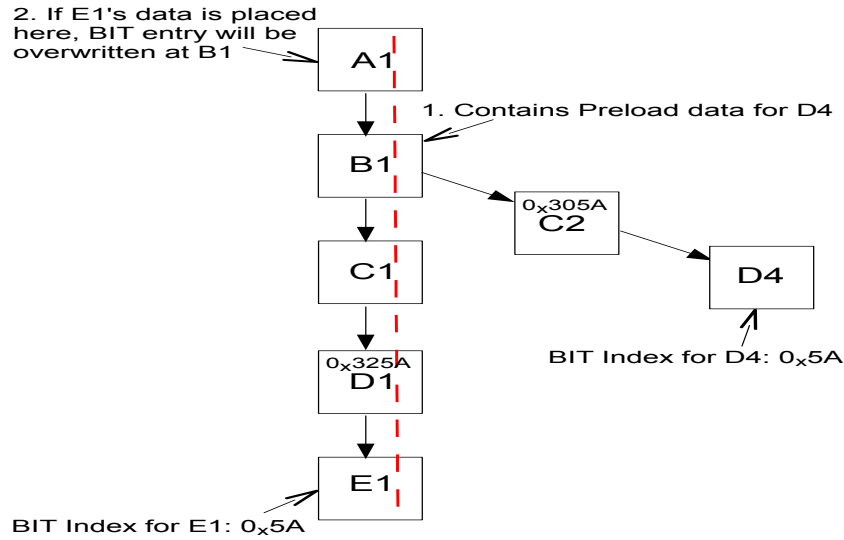 2. If E1's data is placed
here, BIT entry will be
overwritten at B1
A1
1. Contains Preload data for D4
B1
0x305A
C2
C1
D4
BIT Index for D4: 0x5A
0x325A
D1
E1
BIT Index for E1: 0x5A